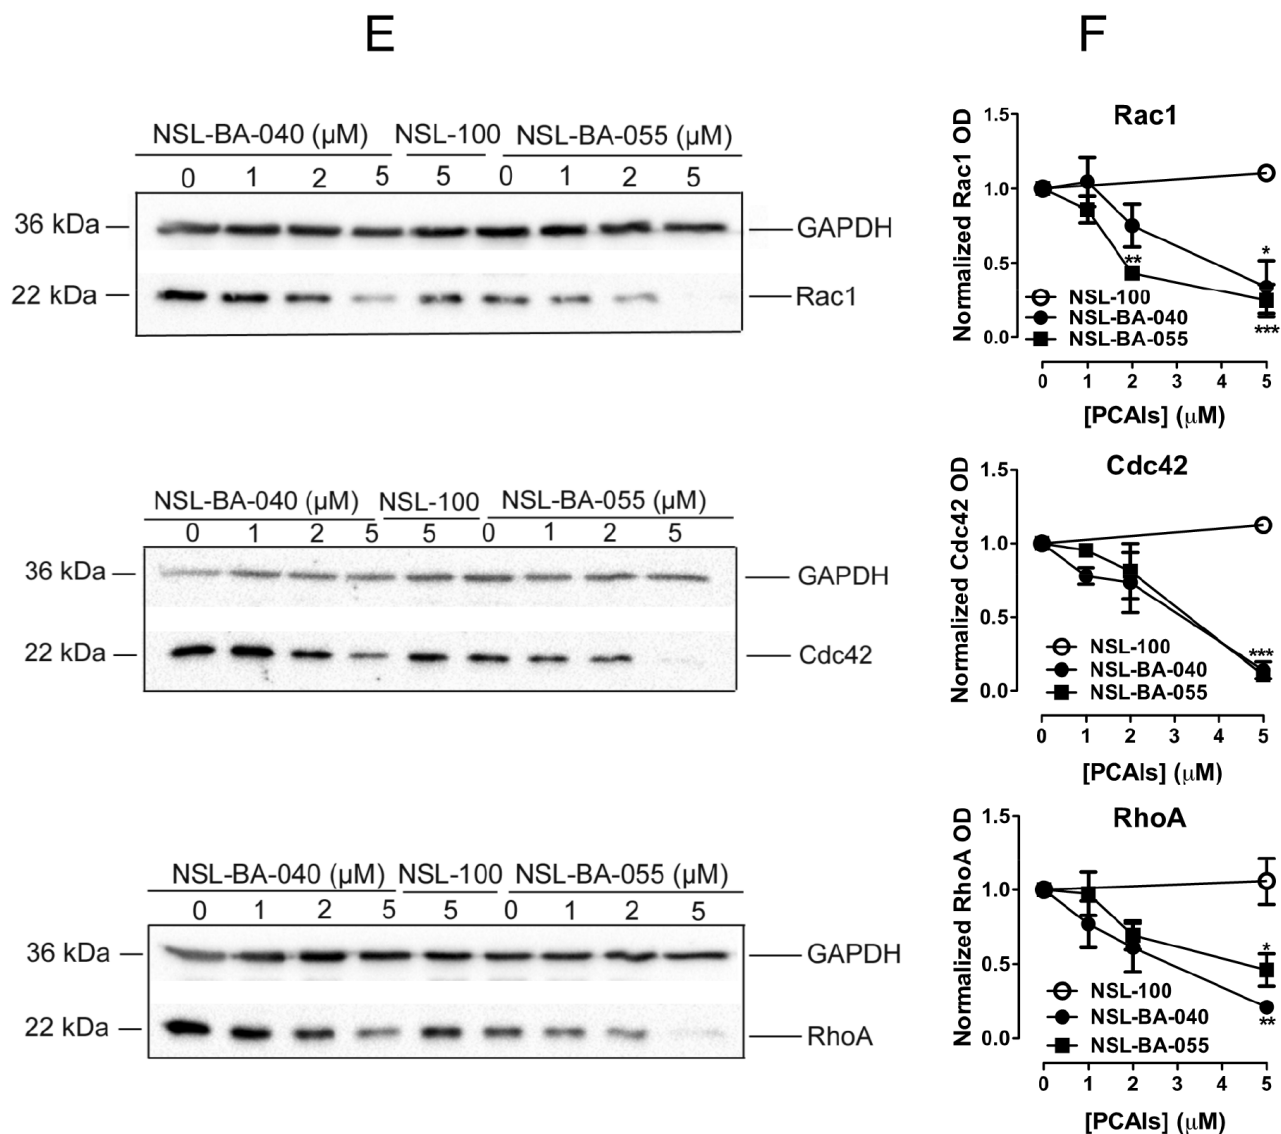 E
NSL-BA-040 (µM) NSL-100 NSL-BA-055 (µM)
0 1 2 5 5 0 1 2 5
36 kDa GAPDH
22 kDa Rac1
NSL-BA-040 (µM) NSL-100 NSL-BA-055 (µM)
0 1 2 5 5 0 1 2 5
36 kDa GAPDH
22 kDa Cdc42
NSL-BA-040 (µM) NSL-100 NSL-BA-055 (µM)
0 1 2 5 5 0 1 2 5
36 kDa GAPDH
22 kDa RhoA
F
Rac1
Normalized Rac1 OD
1.5
1.0
0.5
0.0
*
**
***
NSL-100
NSL-BA-040
NSL-BA-055
0 1 2 3 4 5
[PCAIs] (µM)
Cdc42
Normalized Cdc42 OD
1.5
1.0
0.5
0.0
***
NSL-100
NSL-BA-040
NSL-BA-055
0 1 2 3 4 5
[PCAIs] (µM)
RhoA
Normalized RhoA OD
1.5
1.0
0.5
0.0
*
**
NSL-100
NSL-BA-040
NSL-BA-055
0 1 2 3 4 5
[PCAIs] (µM)